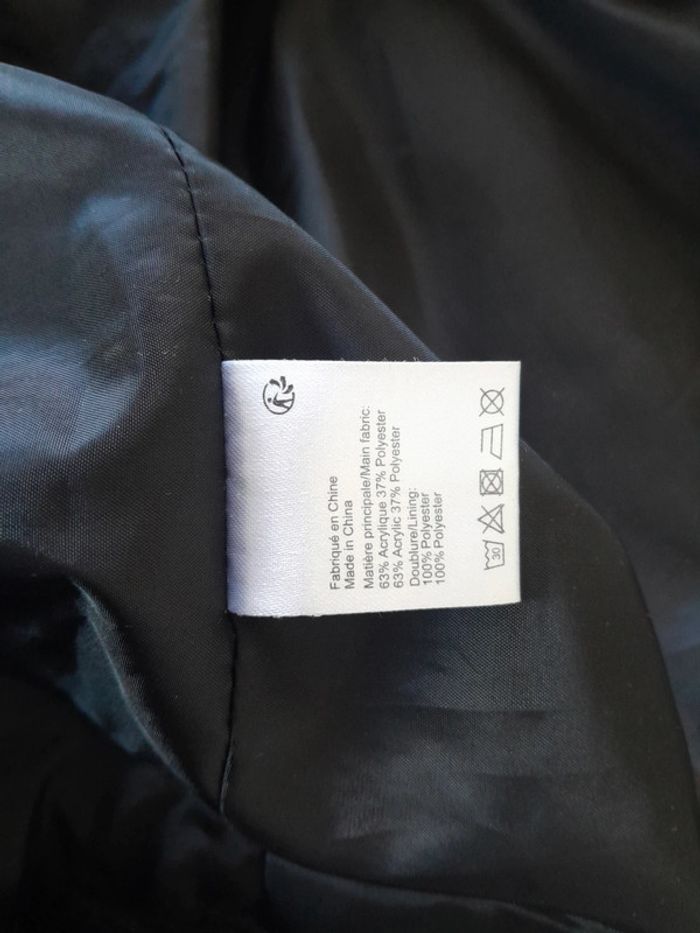 Fabriqué en Chine
Made in China
Matière principale/Main fabric:
63% Acrylique 37% Polyester
63% Acrylic 37% Polyester
Doublure/Lining:
100% Polyester
100% Polyester
30